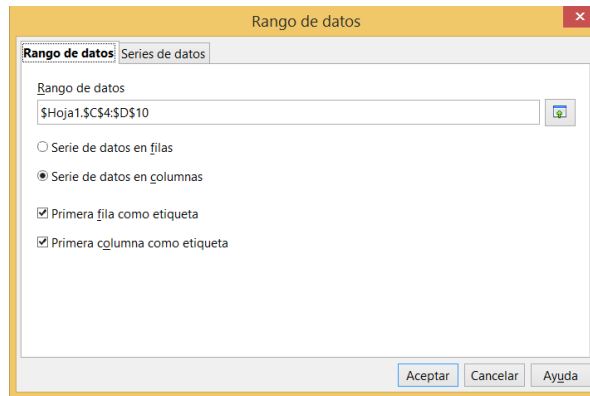 Rango de datos
Rango de datos Series de datos
Rango de datos
$Hoja1.$C$4:$D$10
Serie de datos en filas
Serie de datos en columnas
Primera fila como etiqueta
Primera columna como etiqueta
Aceptar Cancelar Ayuda